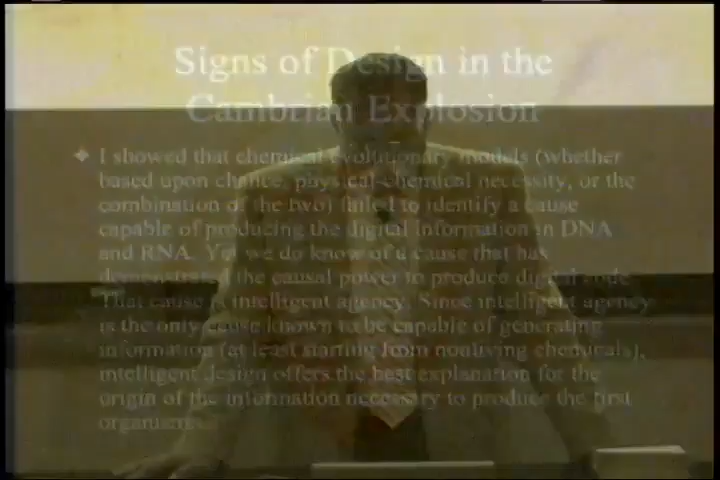 Signs of Design in the
Cambrian Explosion
❖ I showed that chemical evolutionary models (whether
based upon chance, physical-chemical necessity, or the
combination of the two) failed to identify a cause
capable of producing the digital information in DNA
and RNA. Yet we do know of a cause that has
demonstrated the causal power to produce digital code.
That cause is intelligent agency. Since intelligent agency
is the only cause known to be capable of generating
information (at least starting from nonliving chemicals),
intelligent design offers the best explanation for the
origin of the information necessary to produce the first
organisms.